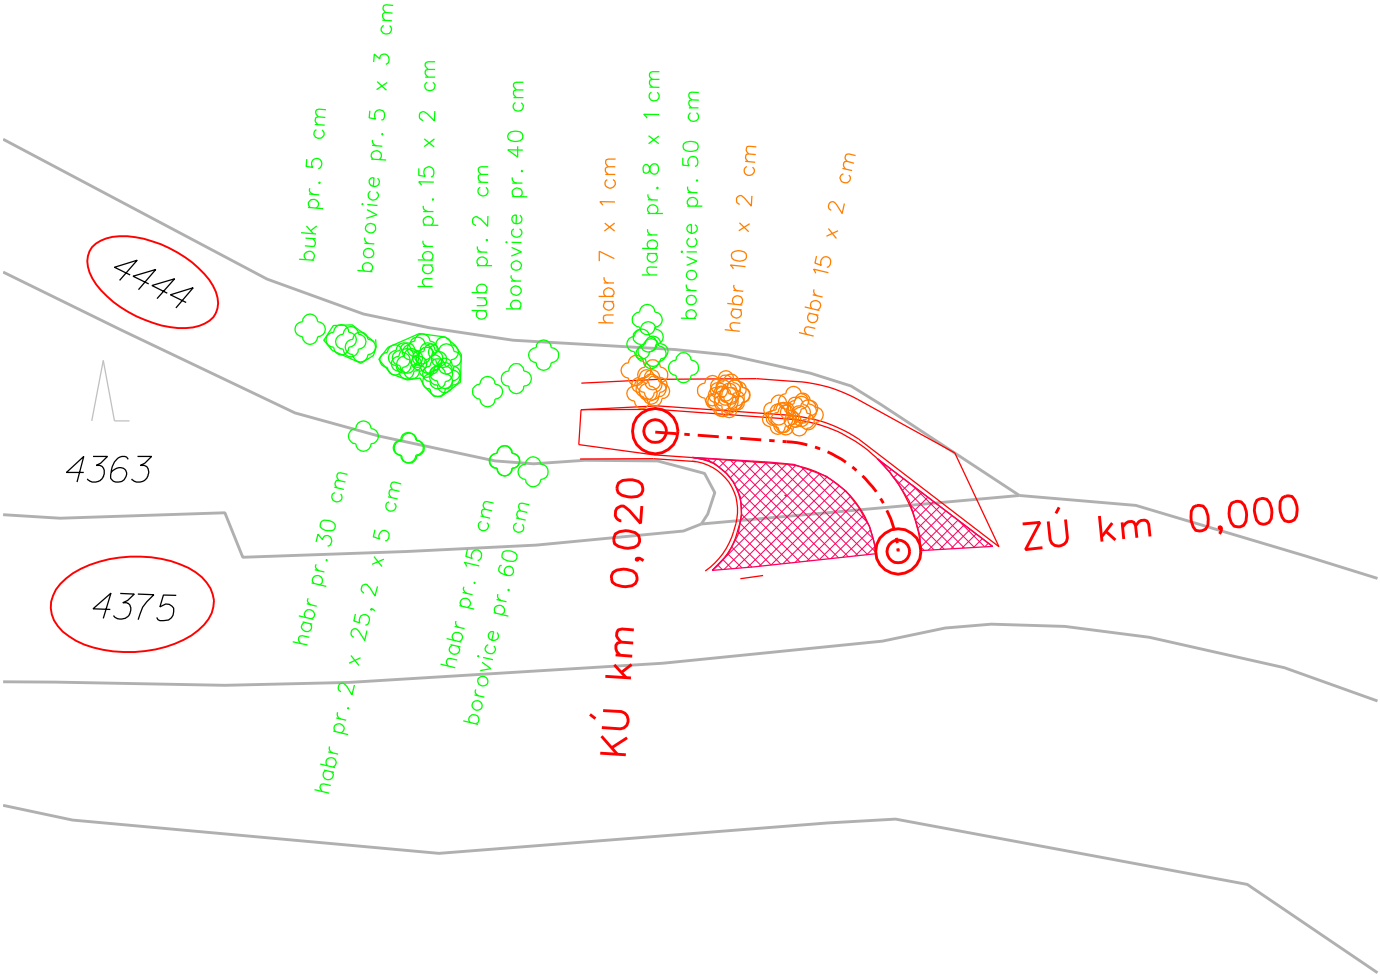 buk pr. 5 cm
borovice pr. 5 x 3 cm
habr pr. 15 x 2 cm
dub pr. 2 cm
borovice pr. 40 cm
habr 7 x 1 cm
habr pr. 8 x 1 cm
borovice pr. 50 cm
habr 10 x 2 cm
habr 15 x 2 cm
4444
4363
4375
habr pr. 30 cm
habr pr. 2 x 25, 2 x 5 cm
habr pr. 15 cm
borovice pr. 60 cm
KÚ km 0,020
ZÚ km 0,000